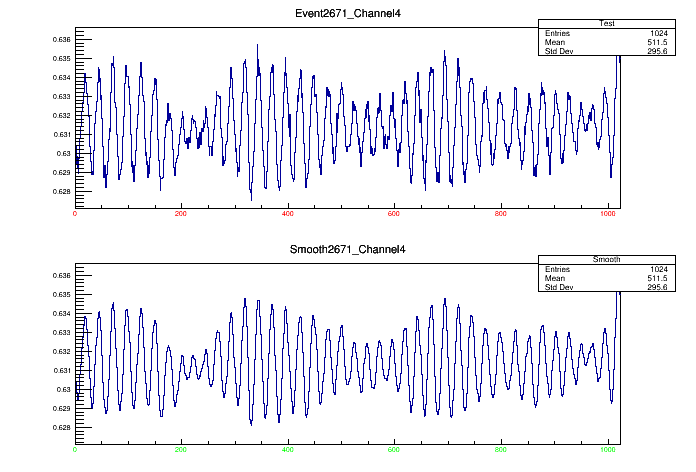 Event2671_Channel4
Test
Entries 1024
Mean 511.5
Std Dev 295.6
0.636
0.635
0.634
0.633
0.632
0.631
0.63
0.629
0.628
0 200 400 600 800 1000
Smooth2671_Channel4
Smooth
Entries 1024
Mean 511.5
Std Dev 295.6
0.636
0.635
0.634
0.633
0.632
0.631
0.63
0.629
0.628
0 200 400 600 800 1000